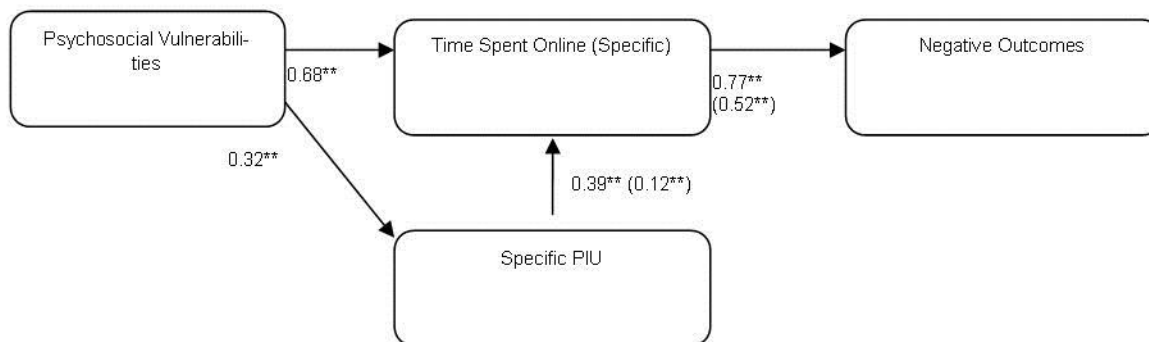 Psychosocial Vulnerabili-
ties
Time Spent Online (Specific)
Negative Outcomes
0.68**
0.77**
(0.52**)
0.32**
0.39** (0.12**)
Specific PIU